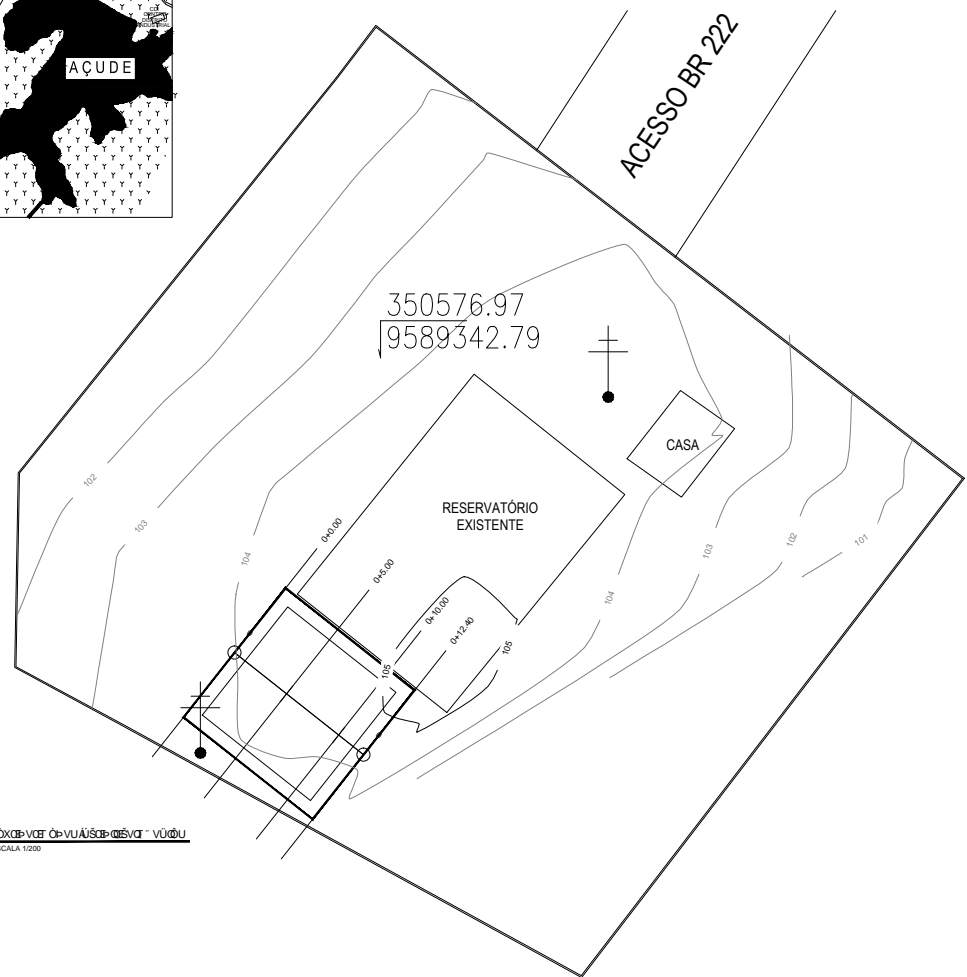 AÇUDE
ACESSO BR 222
350576.97
9589342.79
CASA
RESERVATÓRIO
EXISTENTE
102
103
104
0+0.00
0+5.00
0+10.00
0+12.40
105
105
104
103
102
101
CALA 1/200